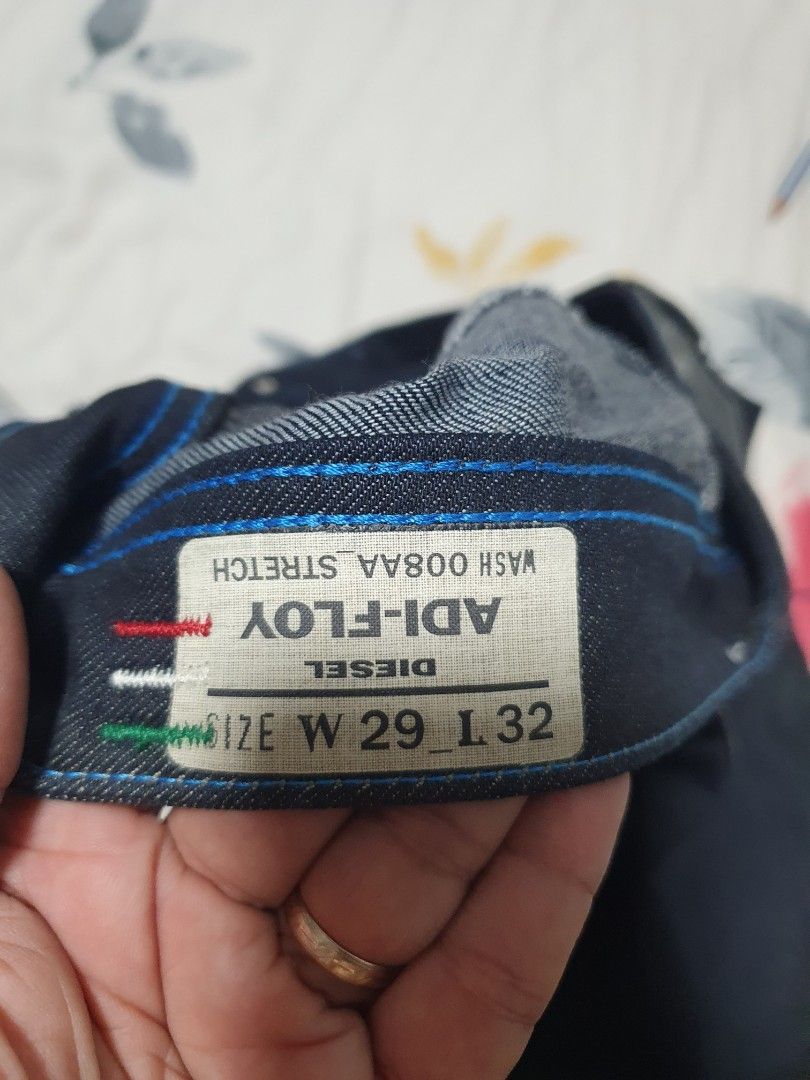 DIESEL
ADI-FLOY
WASH 008AA_STRETCH
SIZE W 29_L 32